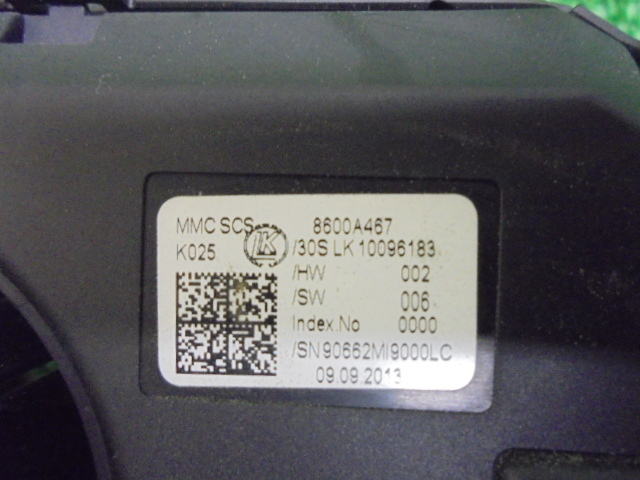 MMC SCS 8600A467
K025 LK /30S LK 10096183
/HW 002
/SW 006
Index.No 0000
/SN90662MI9000LC
09.09.2013